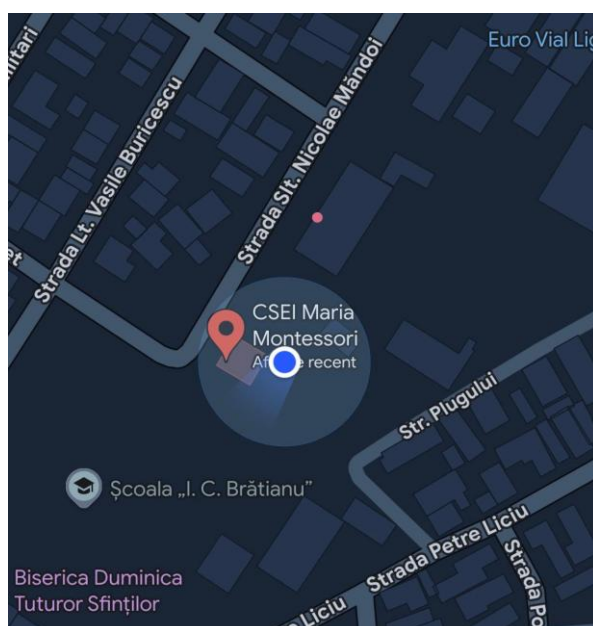 Euro Vial Lig
Strada Slt. Nicolae Măndoi
Strada Lt. Vasile Buricescu
CSEI Maria
Montessori
recent
Str. Plugului
Școala „I. C. Brătianu”
Strada Petre Liciu
Biserica Duminica
Tuturor Sfinților
Liciu
Strada